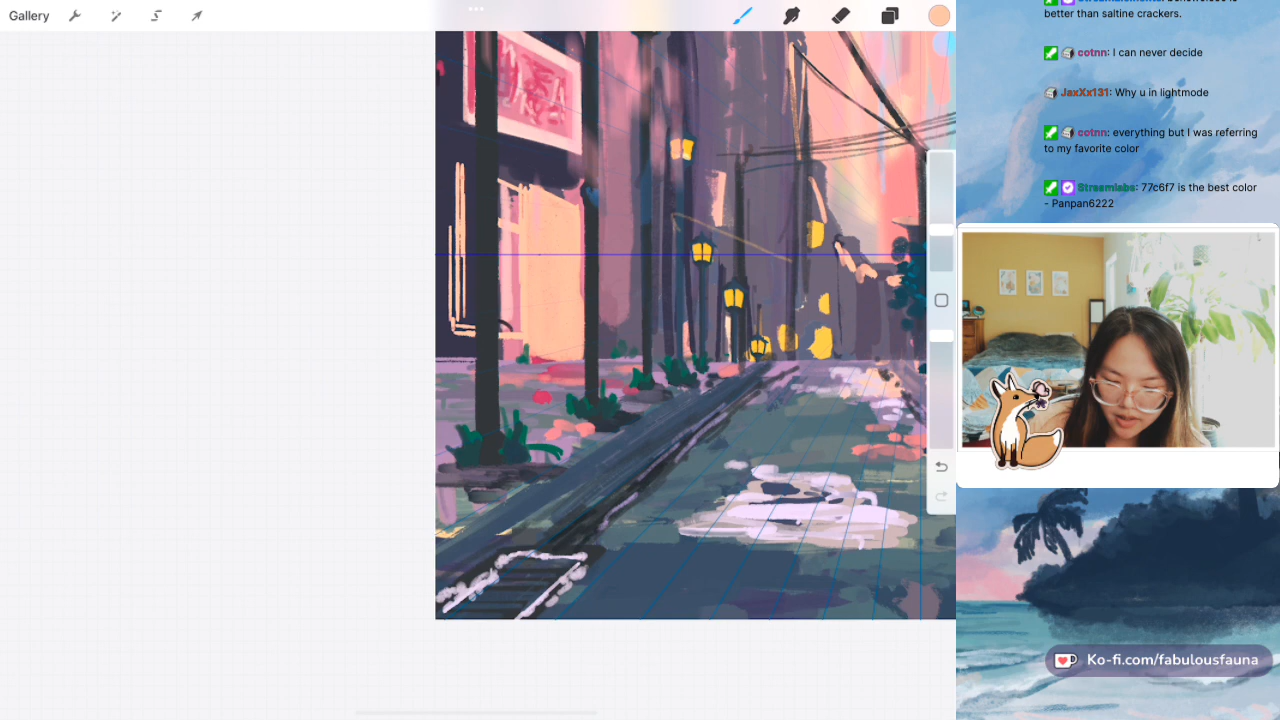 Gallery
better than saltine crackers.
cotnn: I can never decide
JaxXx131: Why u in lightmode
cotnn: everything but I was referring
to my favorite color
Streamlabs: 77c6f7 is the best color
- Panpan6222
Ko-fi.com/fabulousfauna